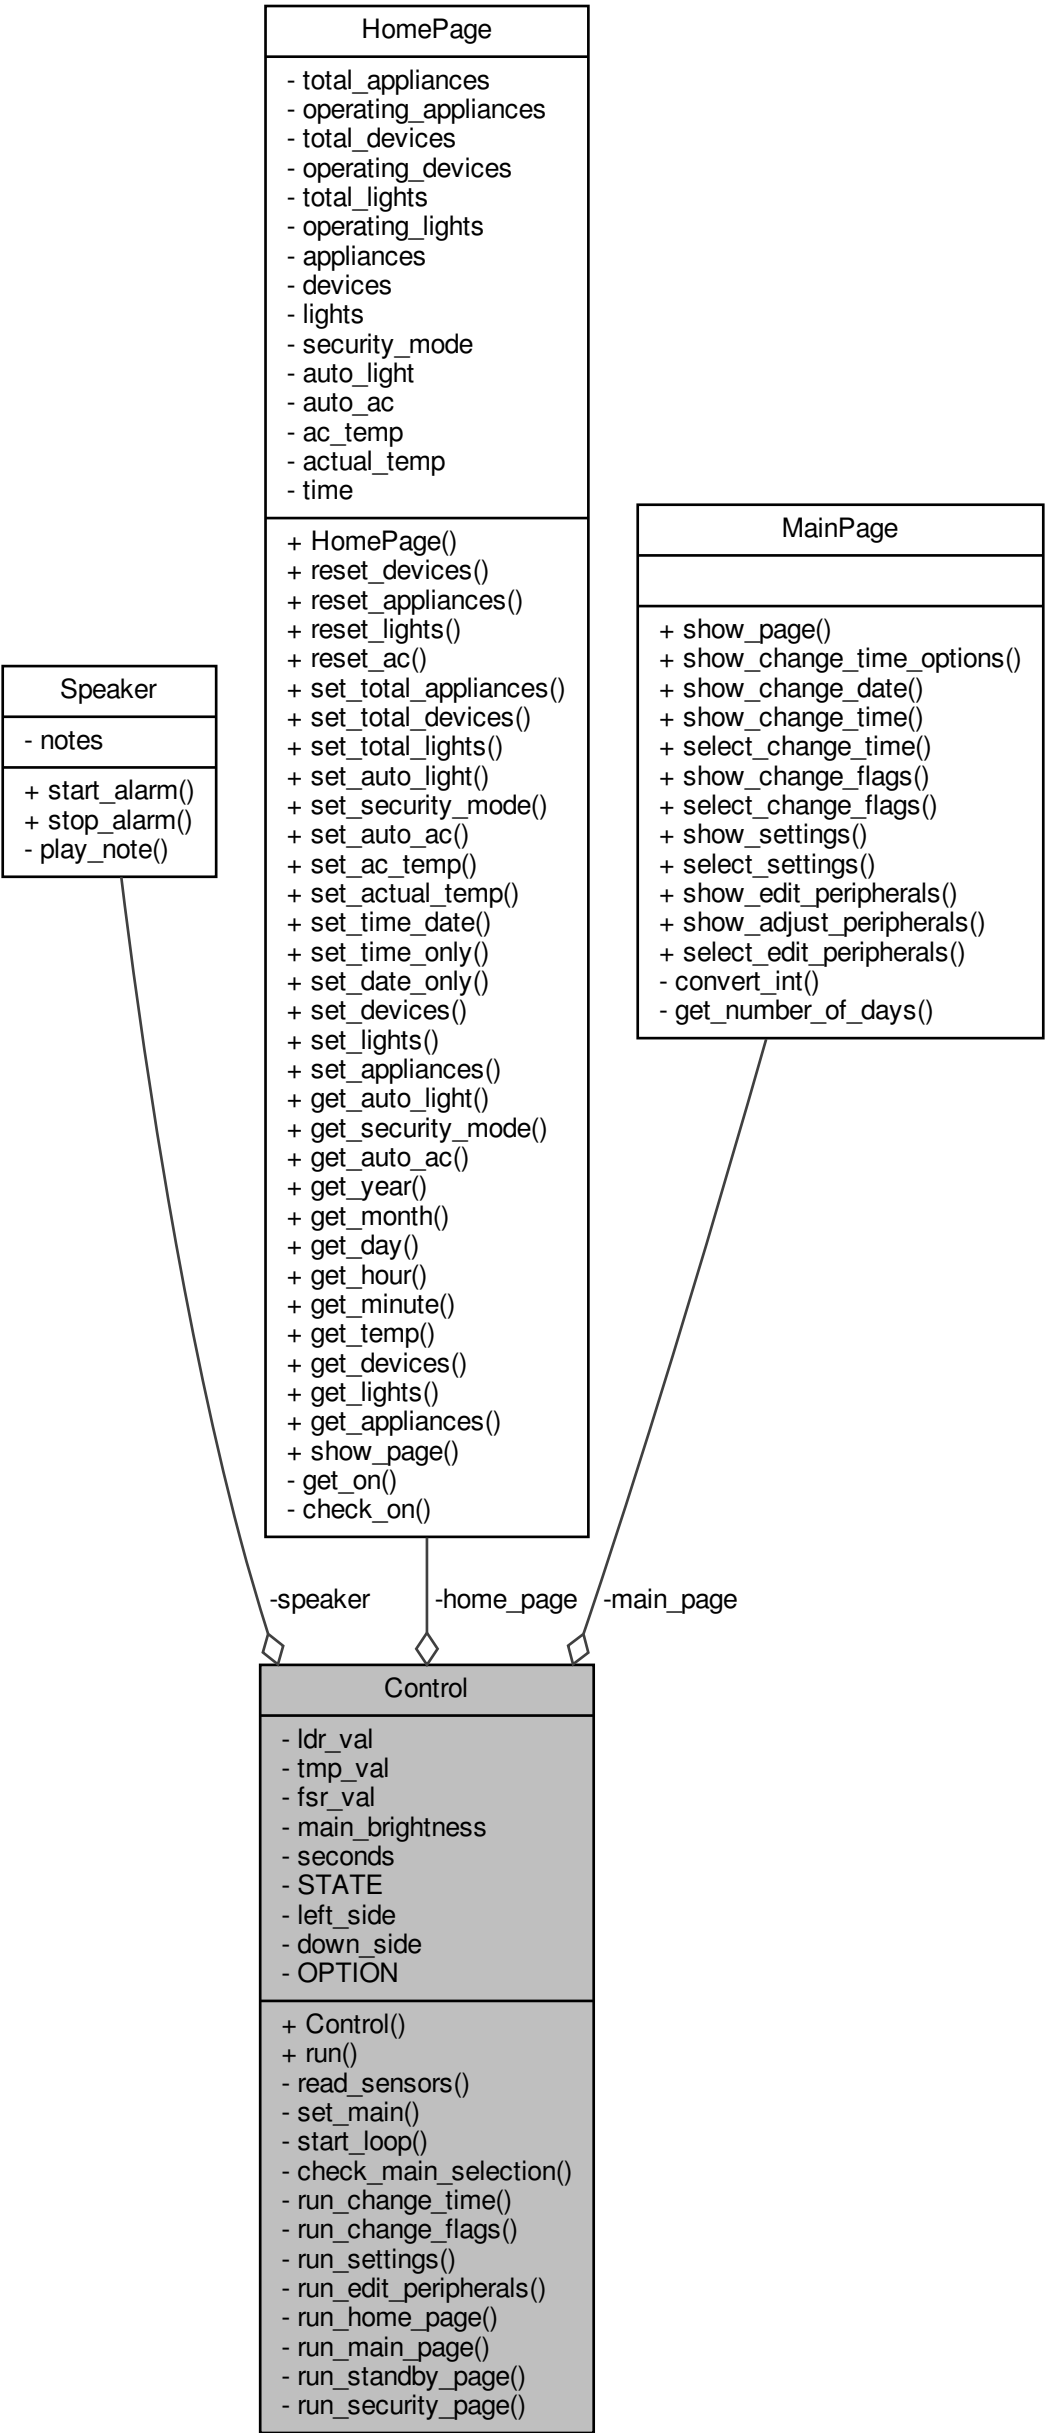 HomePage
- total_appliances
- operating_appliances
- total_devices
- operating_devices
- total_lights
- operating_lights
- appliances
- devices
- lights
- security_mode
- auto_light
- auto_ac
- ac_temp
- actual_temp
- time
+ HomePage()
+ reset_devices()
+ reset_appliances()
+ reset_lights()
+ reset_ac()
+ set_total_appliances()
+ set_total_devices()
+ set_total_lights()
+ set_auto_light()
+ set_security_mode()
+ set_auto_ac()
+ set_ac_temp()
+ set_actual_temp()
+ set_time_date()
+ set_time_only()
+ set_date_only()
+ set_devices()
+ set_lights()
+ set_appliances()
+ get_auto_light()
+ get_security_mode()
+ get_auto_ac()
+ get_year()
+ get_month()
+ get_day()
+ get_hour()
+ get_minute()
+ get_temp()
+ get_devices()
+ get_lights()
+ get_appliances()
+ show_page()
- get_on()
- check_on()
MainPage
+ show_page()
+ show_change_time_options()
+ show_change_date()
+ show_change_time()
+ select_change_time()
+ show_change_flags()
+ select_change_flags()
+ show_settings()
+ select_settings()
+ show_edit_peripherals()
+ show_adjust_peripherals()
+ select_edit_peripherals()
- convert_int()
- get_number_of_days()
Speaker
- notes
+ start_alarm()
+ stop_alarm()
- play_note()
-speaker
-home_page
-main_page
Control
- ldr_val
- tmp_val
- fsr_val
- main_brightness
- seconds
- STATE
- left_side
- down_side
- OPTION
+ Control()
+ run()
- read_sensors()
- set_main()
- start_loop()
- check_main_selection()
- run_change_time()
- run_change_flags()
- run_settings()
- run_edit_peripherals()
- run_home_page()
- run_main_page()
- run_standby_page()
- run_security_page()